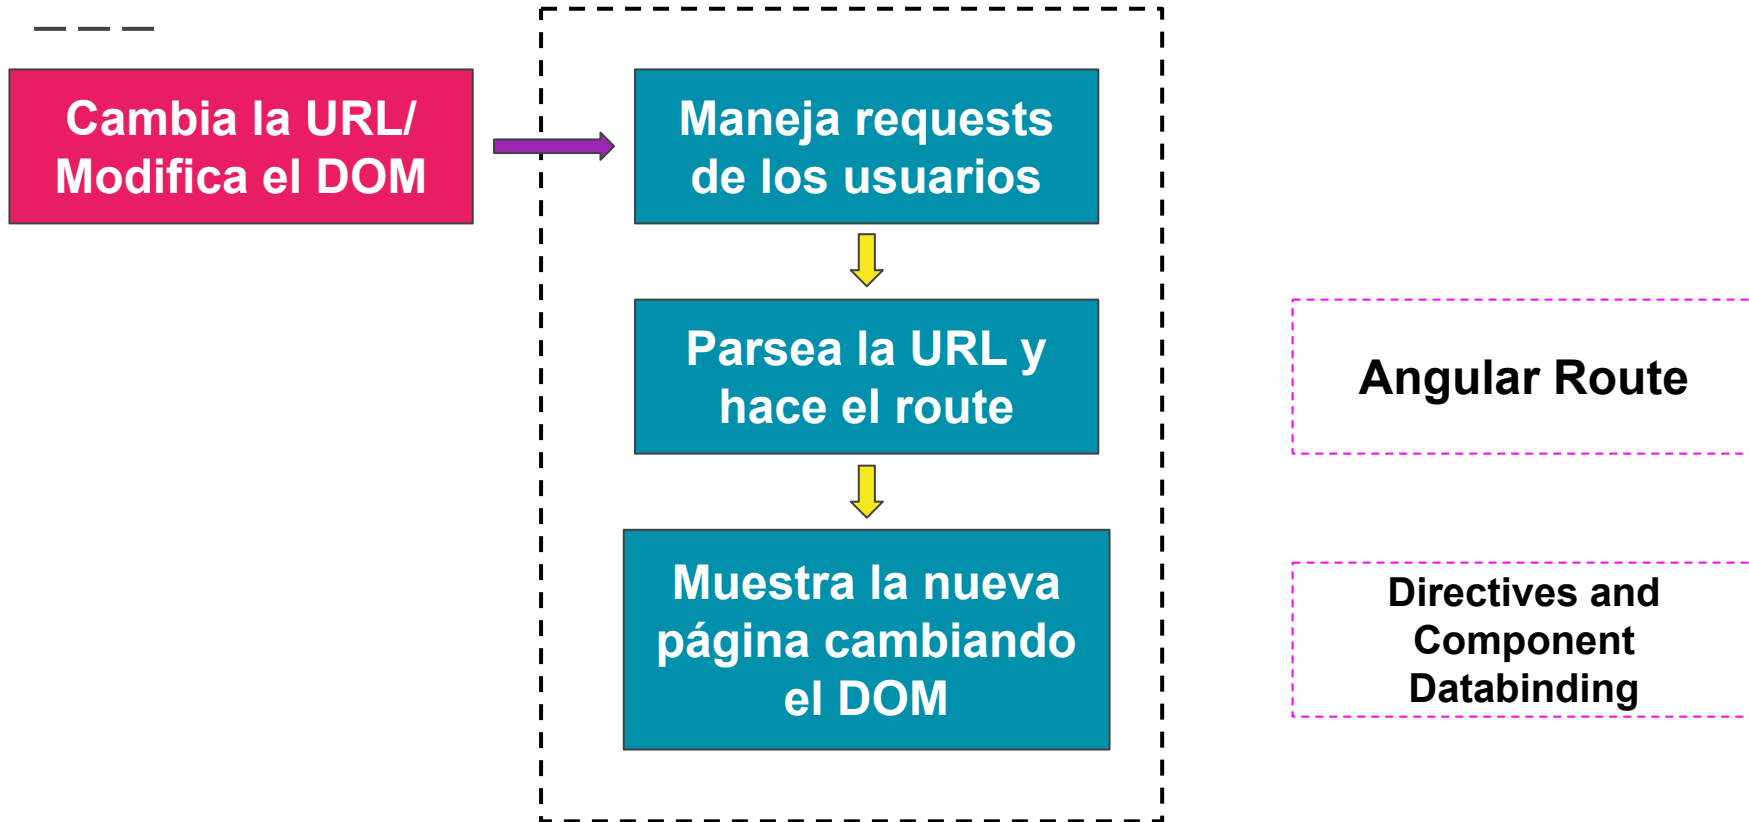 Cambia la URL/
Modifica el DOM
Maneja requests
de los usuarios
Parsea la URL y
hace el route
Angular Route
Muestra la nueva
página cambiando
el DOM
Directives and
Component
Databinding